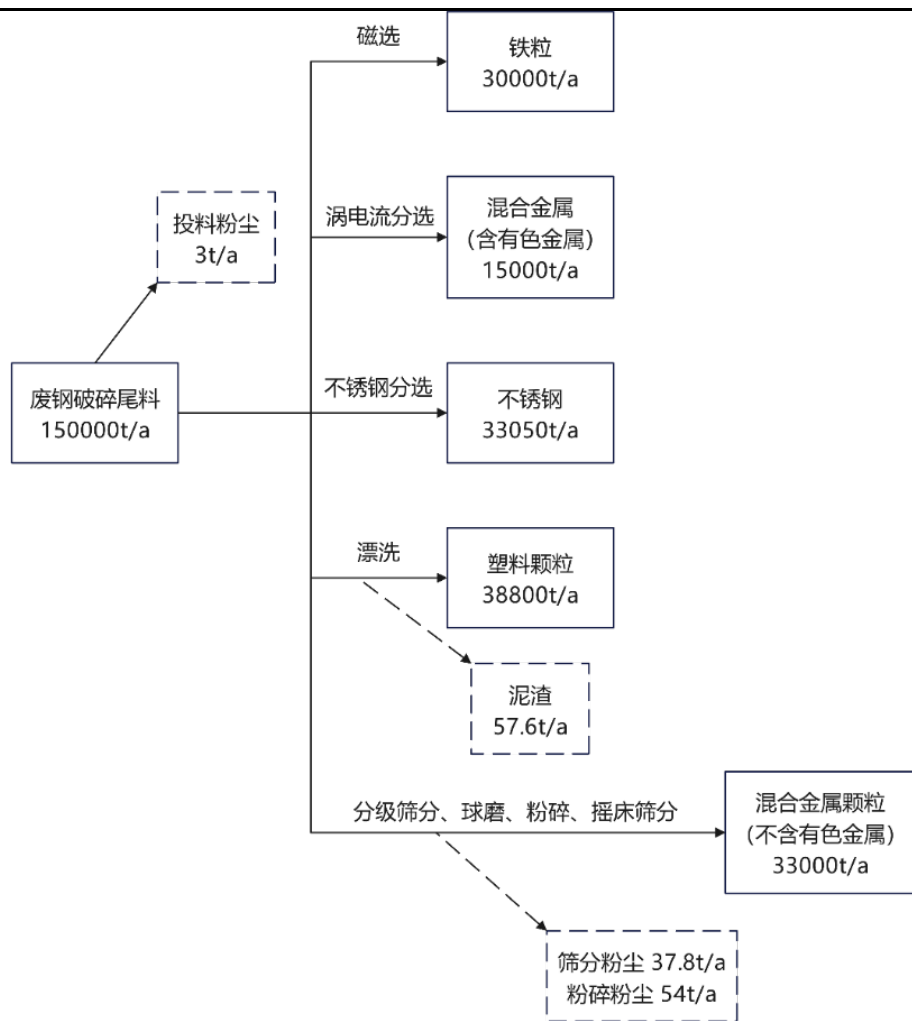 磁选
铁粒
30000t/a
投料粉尘
3t/a
涡电流分选
混合金属
(含有色金属)
15000t/a
废钢破碎尾料
150000t/a
不锈钢分选
不锈钢
33050t/a
漂洗
塑料颗粒
38800t/a
泥渣
57.6t/a
分级筛分、球磨、粉碎、摇床筛分
混合金属颗粒
(不含有色金属)
33000t/a
筛分粉尘 37.8t/a
粉碎粉尘 54t/a